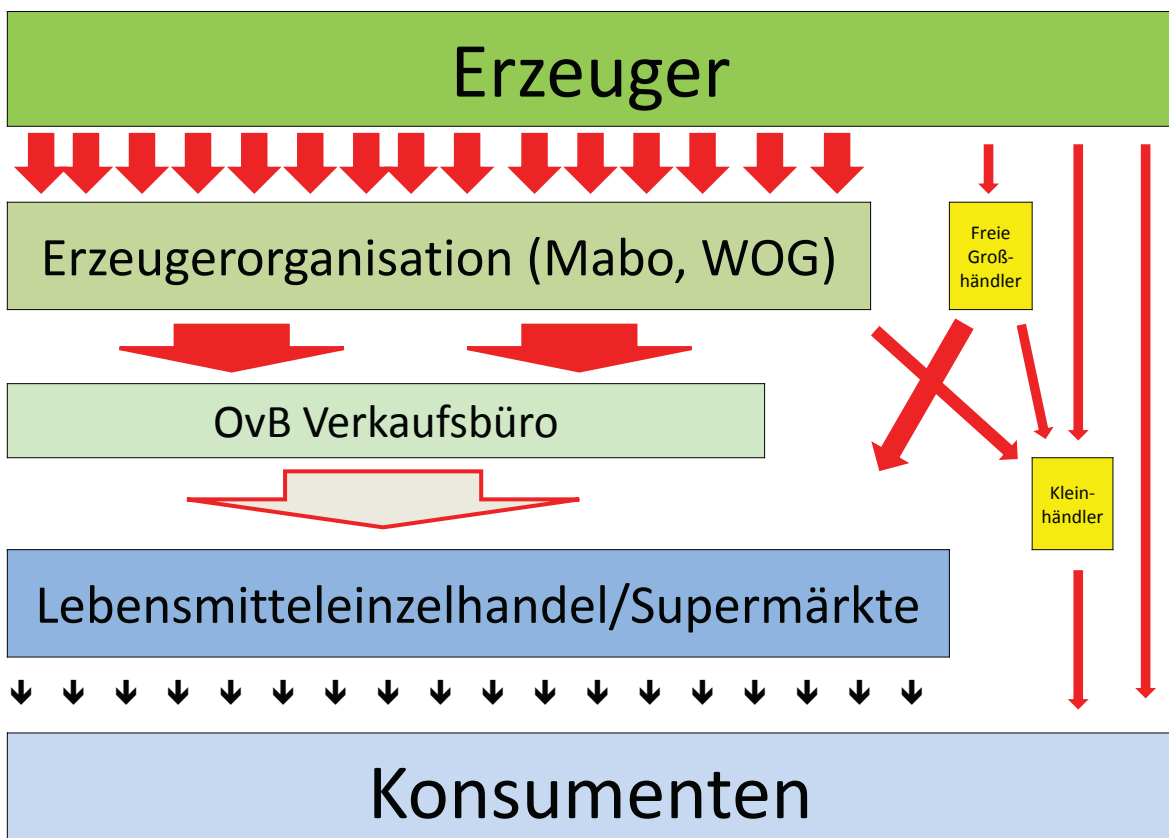 Erzeuger
Erzeugerorganisation (Mabo, WOG)
Freie
Groß-
händler
OvB Verkaufsbüro
Klein-
händler
Lebensmitteleinzelhandel/Supermärkte
Konsumenten